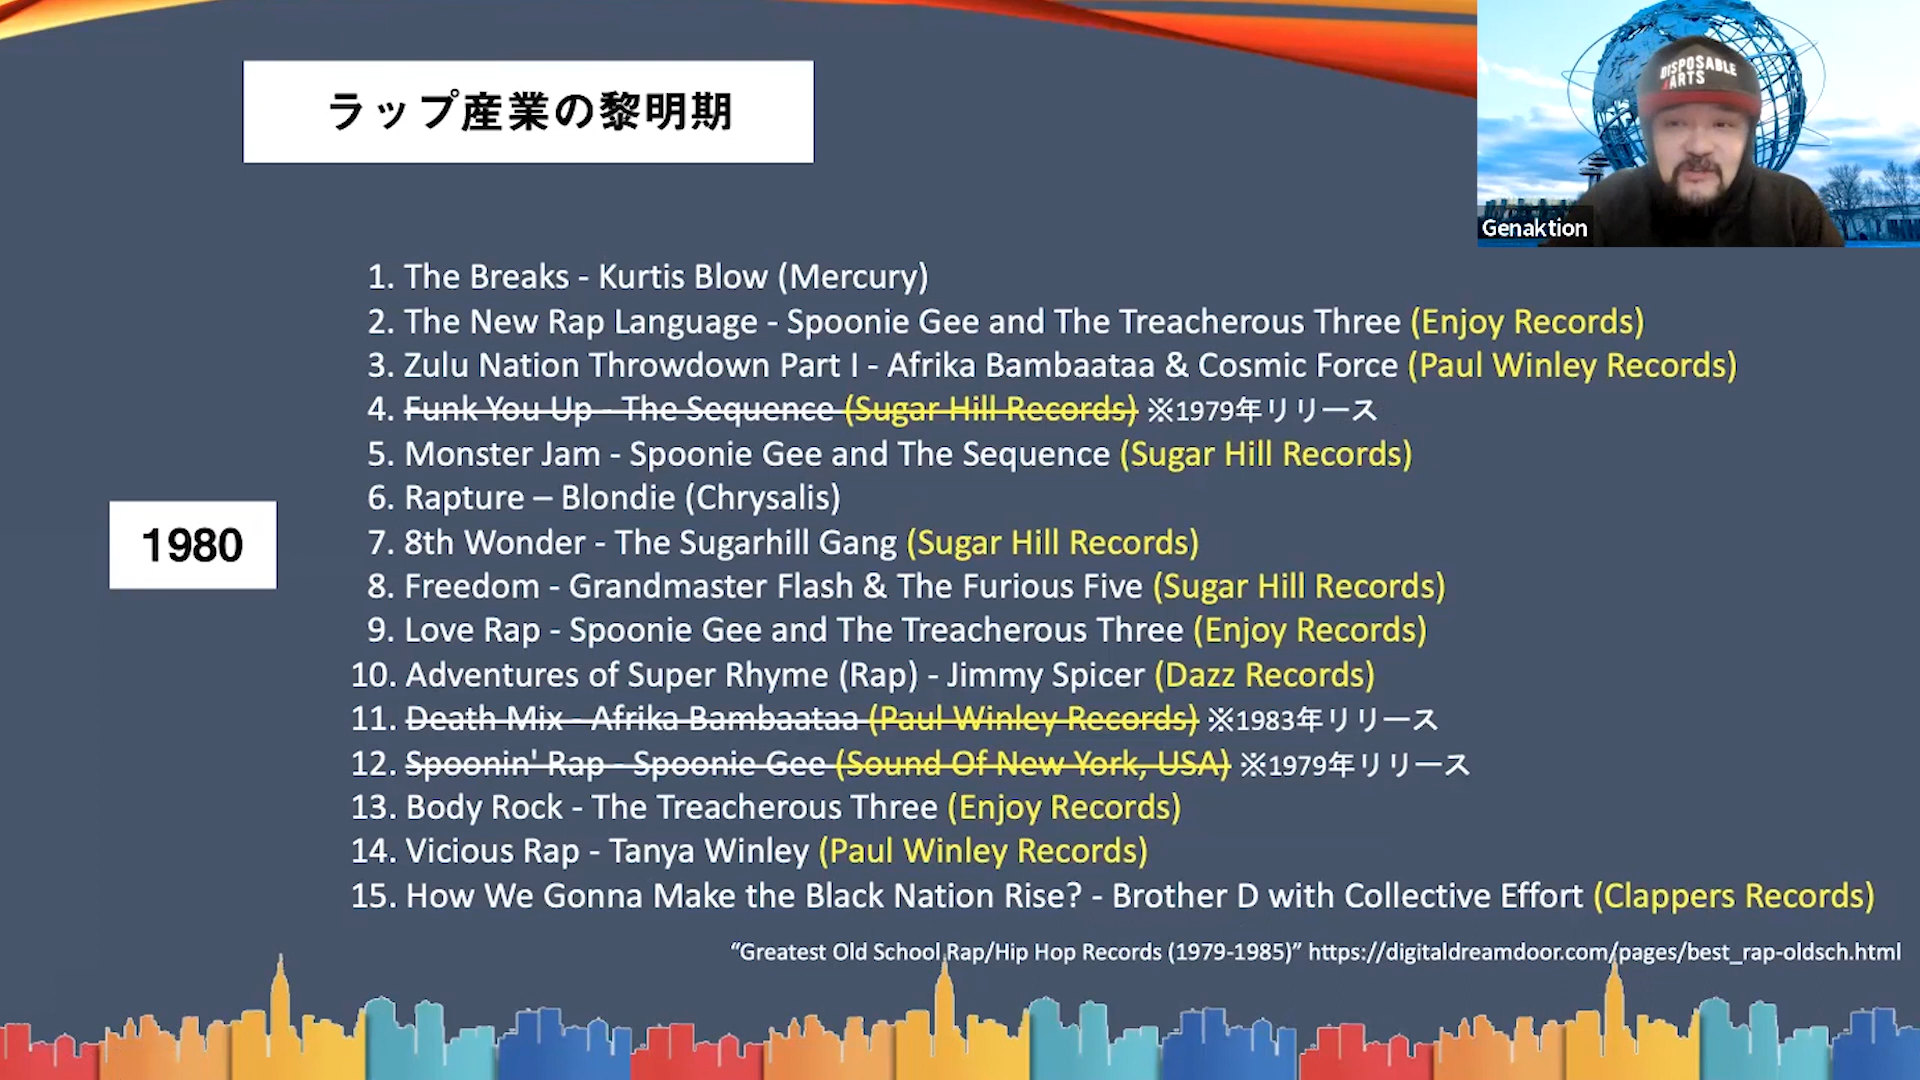 ラップ産業の黎明期
DISPOSABLE
ARTS
Genaktion
1. The Breaks - Kurtis Blow (Mercury)
2. The New Rap Language - Spoonie Gee and The Treacherous Three (Enjoy Records)
3. Zulu Nation Throwdown Part I - Afrika Bambaataa & Cosmic Force (Paul Winley Records)
4. Funk You Up - The Sequence (Sugar Hill Records) ※1979年リリース
5. Monster Jam - Spoonie Gee and The Sequence (Sugar Hill Records)
6. Rapture – Blondie (Chrysalis)
1980
7. 8th Wonder - The Sugarhill Gang (Sugar Hill Records)
8. Freedom - Grandmaster Flash & The Furious Five (Sugar Hill Records)
9. Love Rap - Spoonie Gee and The Treacherous Three (Enjoy Records)
10. Adventures of Super Rhyme (Rap) - Jimmy Spicer (Dazz Records)
11. Death Mix - Afrika Bambaataa (Paul Winley Records) ※1983年リリース
12. Spoonin' Rap - Spoonie Gee (Sound Of New York, USA) ※1979年リリース
13. Body Rock - The Treacherous Three (Enjoy Records)
14. Vicious Rap - Tanya Winley (Paul Winley Records)
15. How We Gonna Make the Black Nation Rise? - Brother D with Collective Effort (Clappers Records)
“Greatest Old School Rap/Hip Hop Records (1979-1985)” https://digitaldreamdoor.com/pages/best_rap-oldsch.html